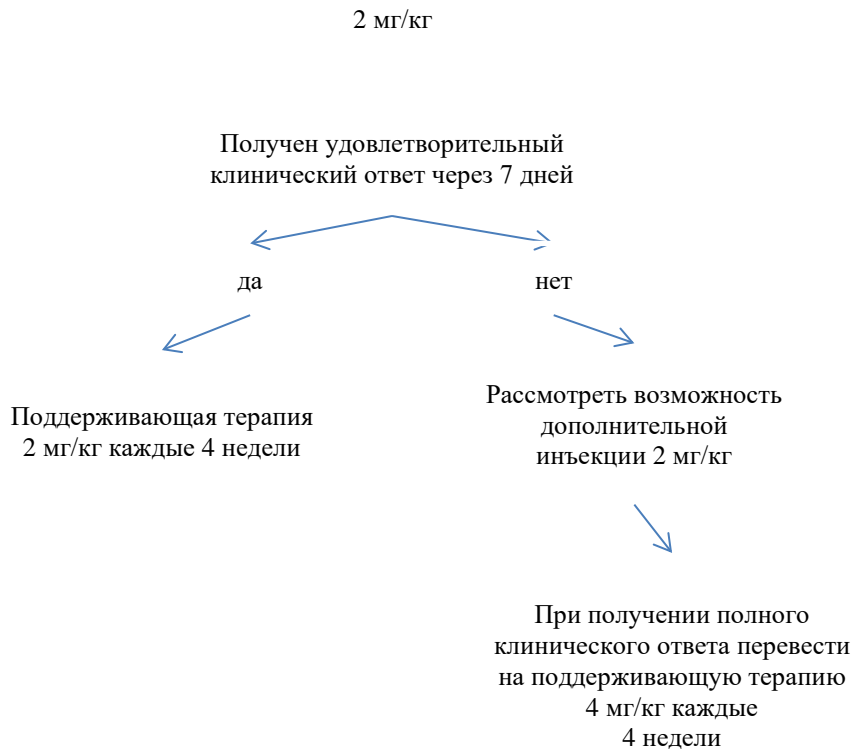 2 мг/кг
Получен удовлетворительный
клинический ответ через 7 дней
да
нет
Поддерживающая терапия
2 мг/кг каждые 4 недели
Рассмотреть возможность
дополнительной
инъекции 2 мг/кг
При получении полного
клинического ответа перевести
на поддерживающую терапию
4 мг/кг каждые
4 недели